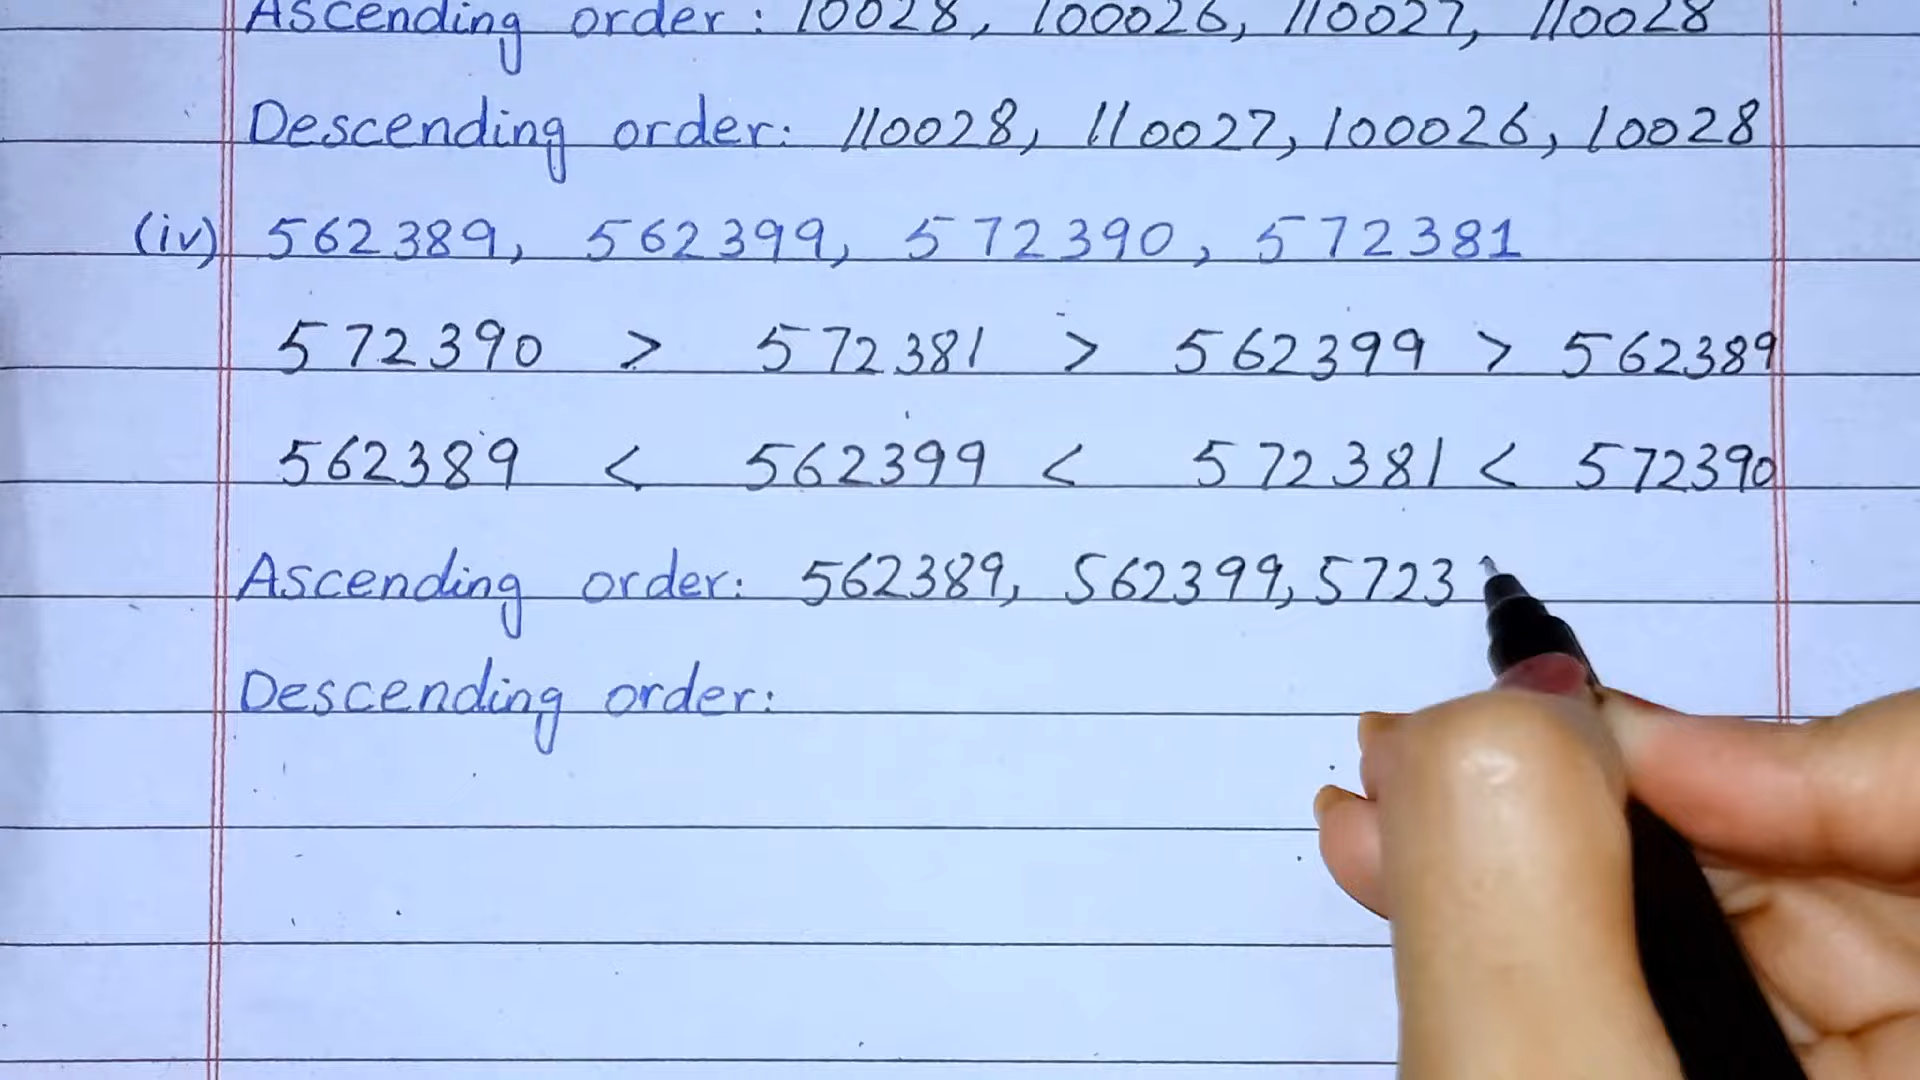 Ascending order: 10028, 100026, 110027, 110028
Descending order: 110028, 110027, 100026, 10028
(iv) 562389, 562399, 572390, 572381
572390 > 572381 > 562399 > 562389
562389 < 562399 < 572381 < 572390
Ascending order: 562389, 562399, 5723
Descending order: